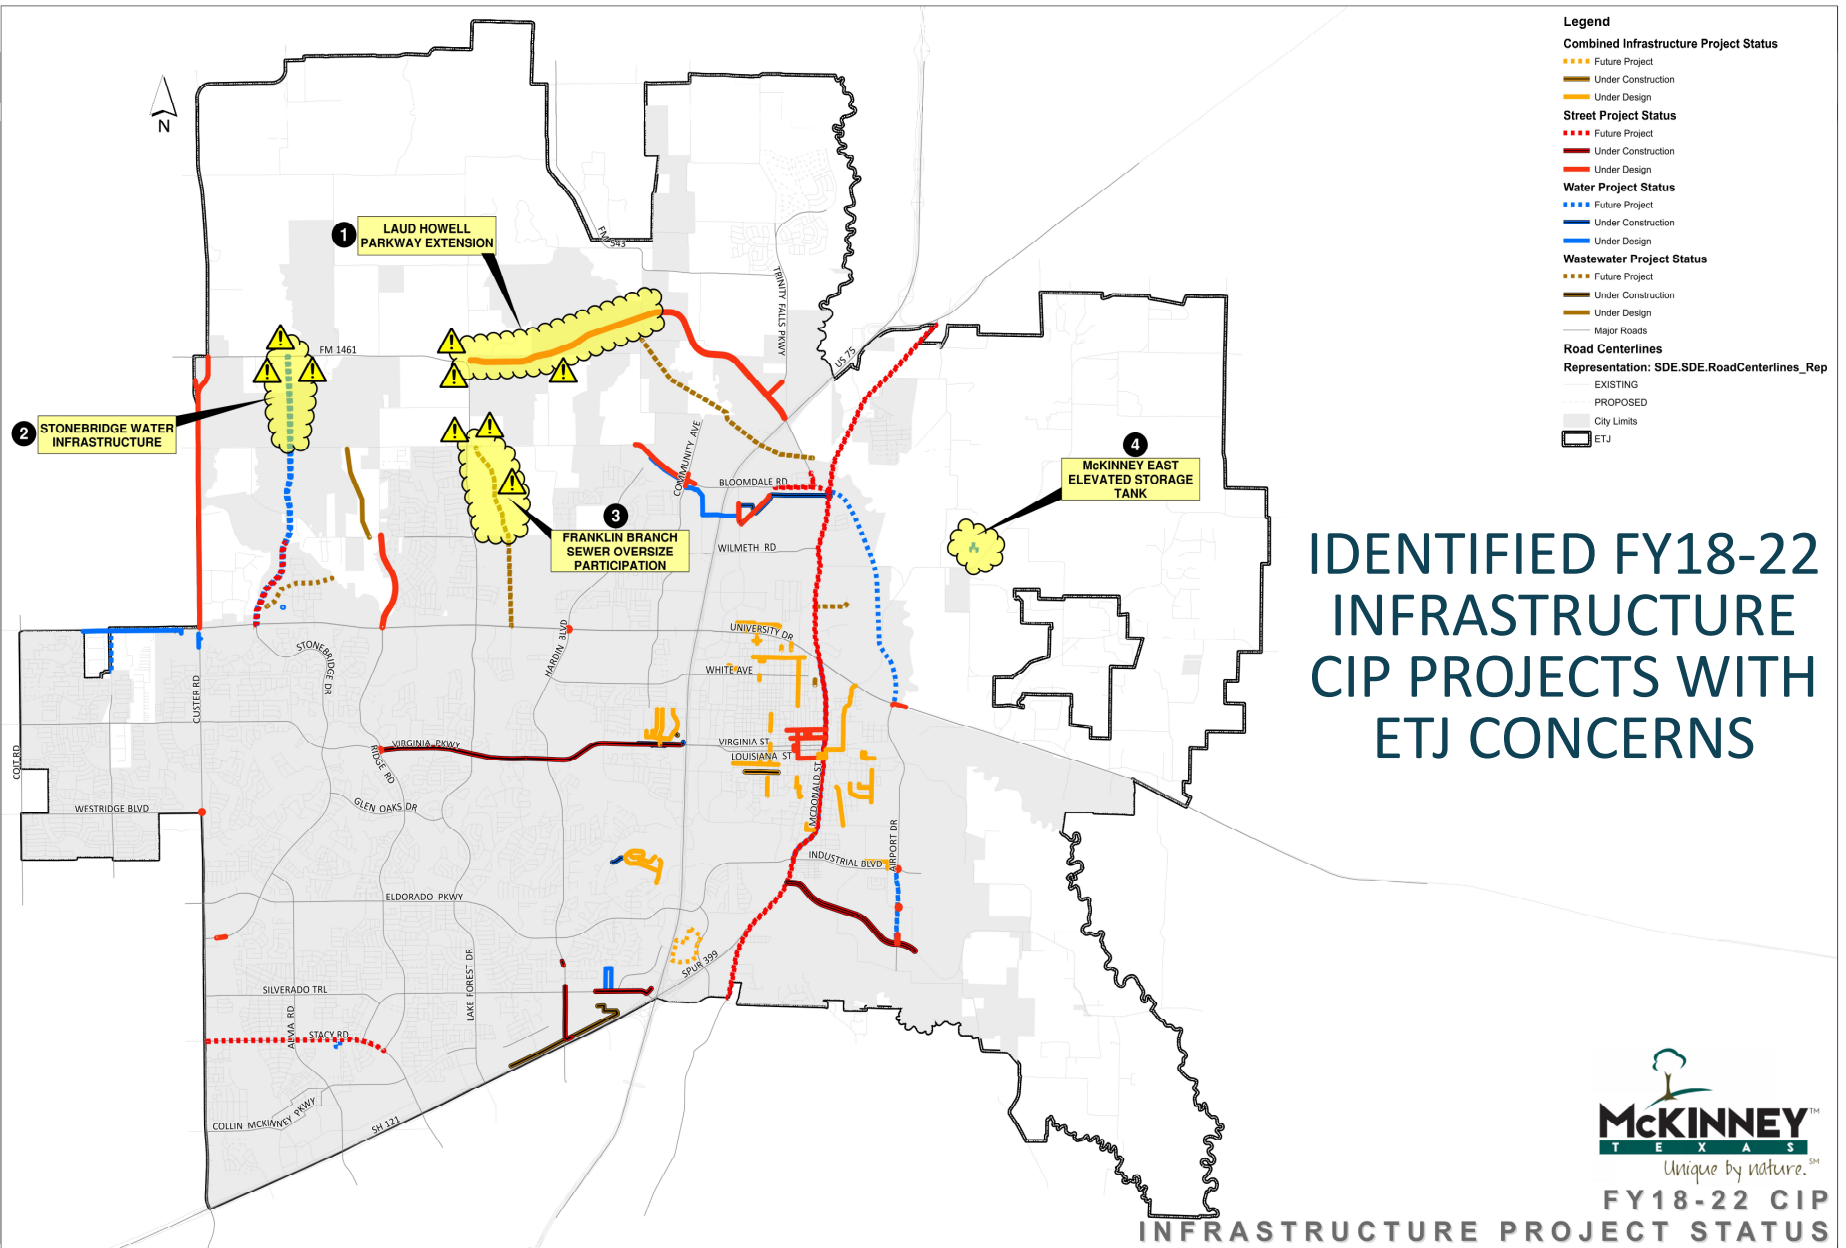 Legend
Combined Infrastructure Project Status
Future Project
Under Construction
Under Design
Street Project Status
Future Project
Under Construction
Under Design
Water Project Status
Future Project
Under Construction
Under Design
Wastewater Project Status
Future Project
Under Construction
Under Design
Major Roads
Road Centerlines
Representation: SDE.SDE.RoadCenterlines_Rep
EXISTING
PROPOSED
City Limits
ETJ
N
1
LAUD HOWELL
PARKWAY EXTENSION
FM 543
TRINITY FALLS PKWY
US 75
FM 1461
2
STONEBRIDGE WATER
INFRASTRUCTURE
3
FRANKLIN BRANCH
SEWER OVERSIZE
PARTICIPATION
4
McKINNEY EAST
ELEVATED STORAGE
TANK
COMMUNITY AVE
BLOOMDALE RD
WILMETH RD
UNIVERSITY DR
WHITE AVE
HARDIN BLVD
STONEBRIDGE DR
CUSTER RD
COIT RD
VIRGINIA PKWY
RIDGE RD
VIRGINIA ST
LOUISIANA ST
MCDONALD ST
WESTRIDGE BLVD
GLEN OAKS DR
INDUSTRIAL BLVD
AIRPORT DR
ELDORADO PKWY
SPUR 399
LAKE FOREST DR
SILVERADO TRL
ALMA RD
STACY RD
COLLIN MCKINNEY PKWY
SH 121
IDENTIFIED FY18-22
INFRASTRUCTURE
CIP PROJECTS WITH
ETJ CONCERNS
McKINNEY™
TEXAS
Unique by nature.℠
FY18-22 CIP
INFRASTRUCTURE PROJECT STATUS